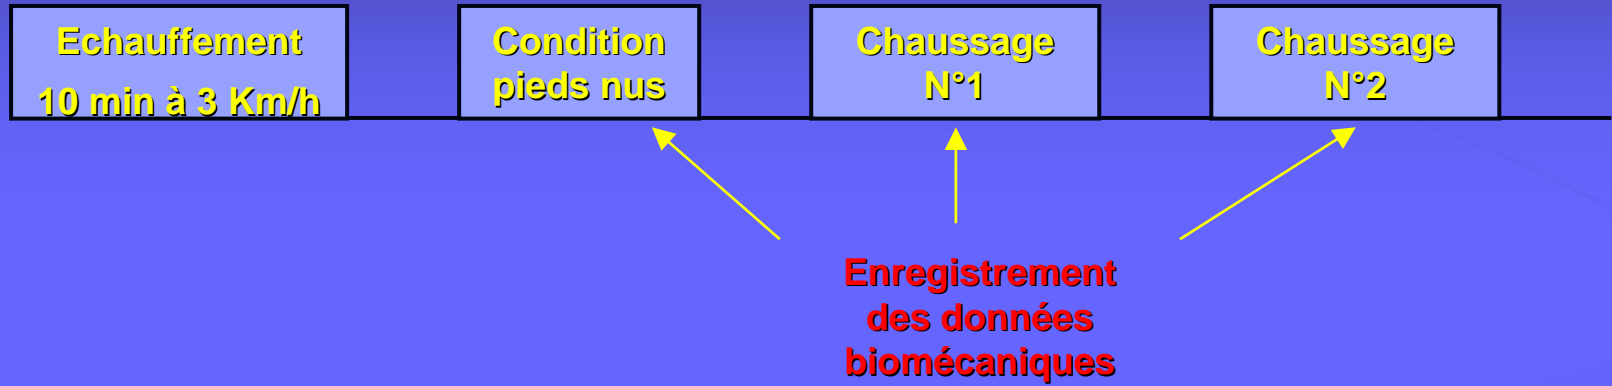 Echauffement
10 min à 3 Km/h
Condition
pieds nus
Chaussage
N°1
Chaussage
N°2
Enregistrement
des données
biomécaniques